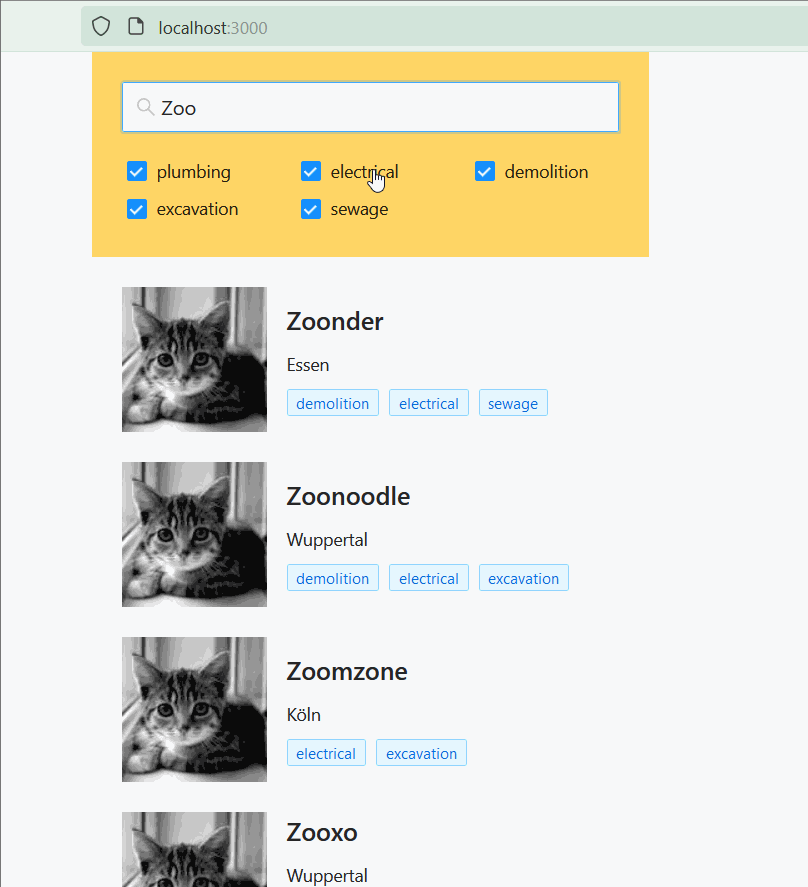 localhost:3000
Zoo
plumbing electrical demolition
excavation sewage
Zoonder
Essen
demolition electrical sewage
Zoonoodle
Wuppertal
demolition electrical excavation
Zoomzone
Köln
electrical excavation
Zooxo
Wuppertal